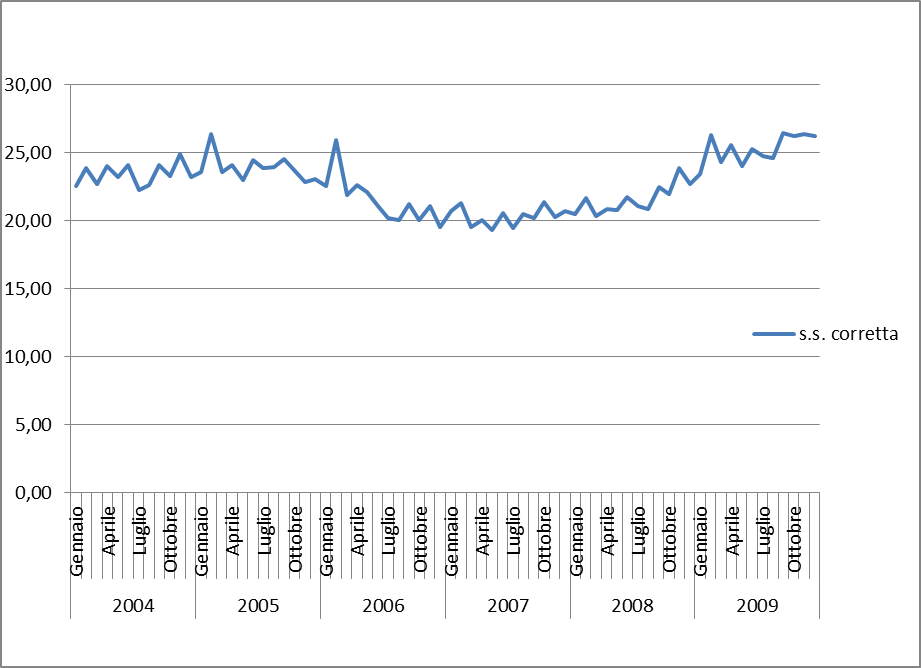 30,00
25,00
20,00
15,00
10,00
5,00
0,00
s.s. corretta
Gennaio Aprile Luglio Ottobre Gennaio Aprile Luglio Ottobre Gennaio Aprile Luglio Ottobre Gennaio Aprile Luglio Ottobre Gennaio Aprile Luglio Ottobre Gennaio Aprile Luglio Ottobre
2004 2005 2006 2007 2008 2009